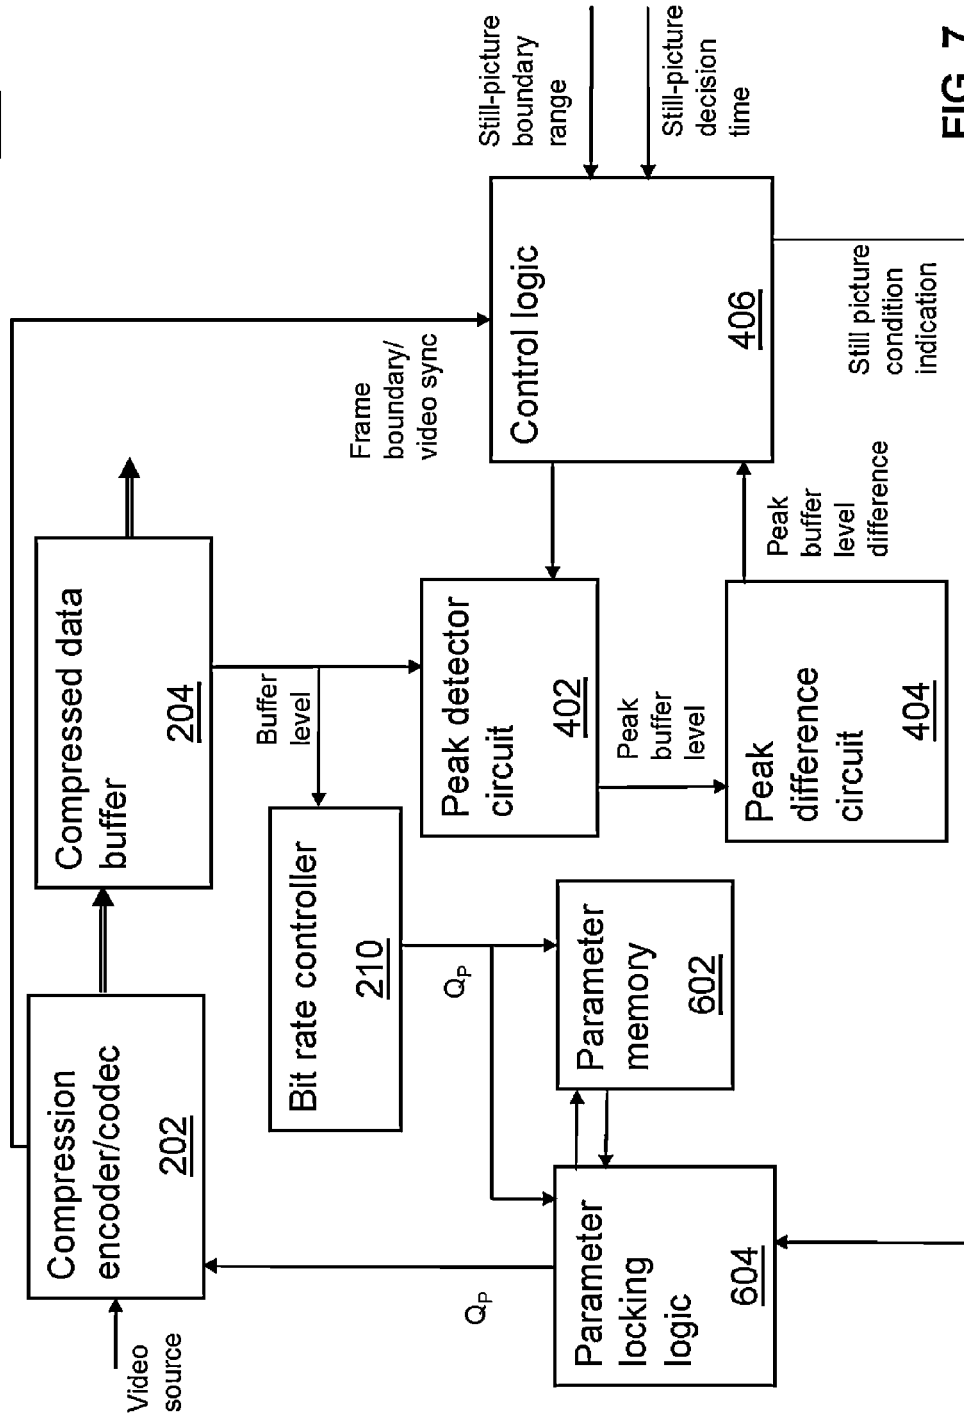 Video
source
Compression
encoder/codec
202
Compressed data
buffer
204
Frame
boundary/
video sync
Still-picture
boundary
range
Still-picture
decision
time
Buffer
level
Bit rate controller
210
Peak detector
circuit
402
Control logic
406
Q_P
Q_P
Peak
buffer
level
Peak
buffer
level
difference
Parameter
locking
logic
604
Parameter
memory
602
Peak
difference
circuit
404
Still picture
condition
indication
FIG. 7